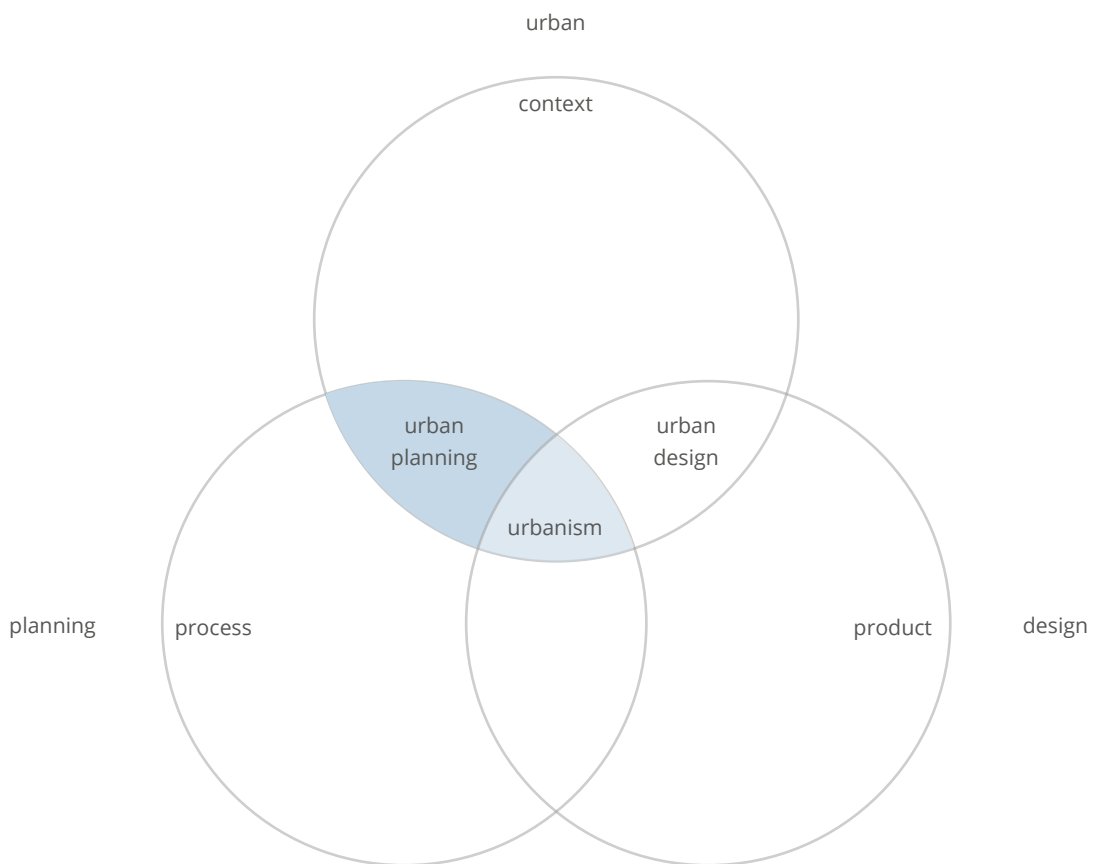 urban
context
urban
planning
urban
design
urbanism
planning
process
product
design